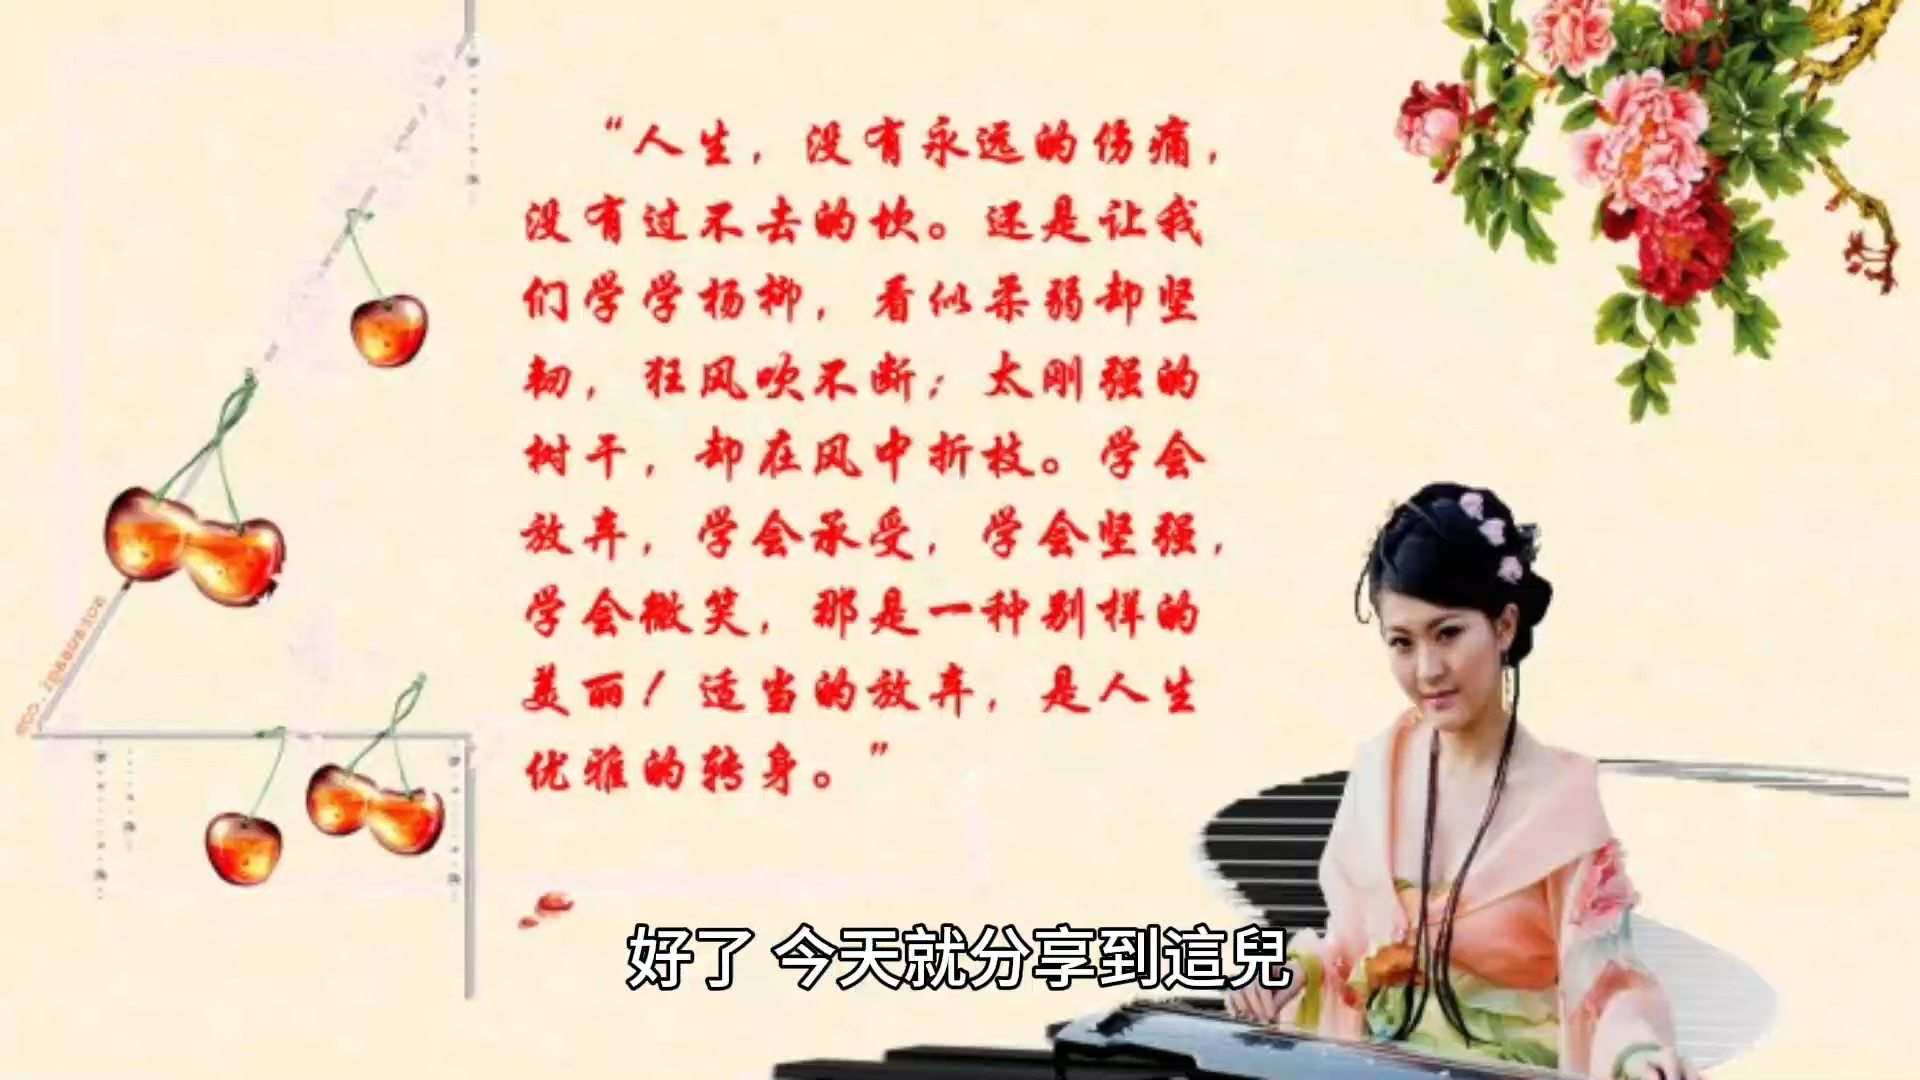 “人生，没有永远的伤痛，
没有过不去的坎。还是让我
们学学杨柳，看似柔弱却坚
韧，狂风吹不断；太刚强的
树干，却在风中折枝。学会
放弃，学会承受，学会坚强，
学会微笑，那是一种别样的
美丽！适当的放弃，是人生
优雅的转身。”
好了 今天就分享到這兒